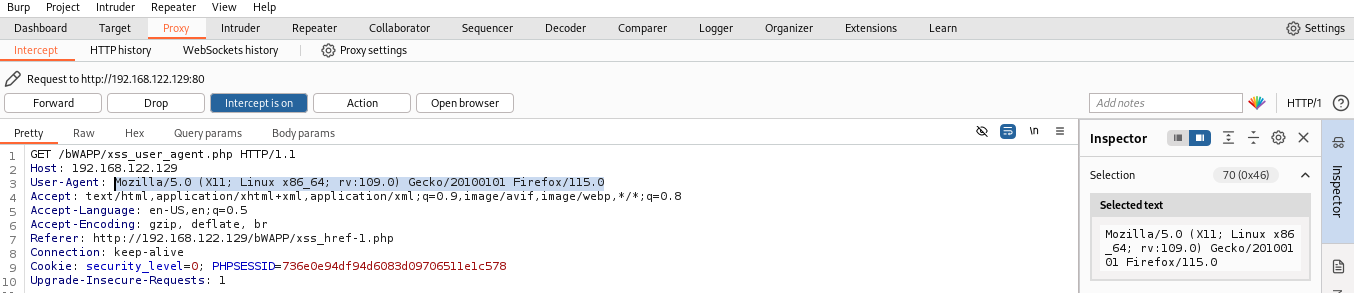 Burp Project Intruder Repeater View Help
Dashboard Target Proxy Intruder Repeater Collaborator Sequencer Decoder Comparer Logger Organizer Extensions Learn Settings
Intercept HTTP history WebSockets history Proxy settings
Request to http://192.168.122.129:80
Forward Drop Intercept is on Action Open browser Add notes HTTP/1 ?
Pretty Raw Hex Query params Body params \n
Inspector
1 GET /bWAPP/xss_user_agent.php HTTP/1.1
2 Host: 192.168.122.129
3 User-Agent: Mozilla/5.0 (X11; Linux x86_64; rv:109.0) Gecko/20100101 Firefox/115.0
4 Accept: text/html,application/xhtml+xml,application/xml;q=0.9,image/avif,image/webp,*/*;q=0.8
5 Accept-Language: en-US,en;q=0.5
6 Accept-Encoding: gzip, deflate, br
7 Referer: http://192.168.122.129/bWAPP/xss_href-1.php
8 Connection: keep-alive
9 Cookie: security_level=0; PHPSESSID=736e0e94df94d6083d09706511e1c578
10 Upgrade-Insecure-Requests: 1
Selection 70 (0x46)
Selected text
Mozilla/5.0 (X11; Linux x86
_64; rv:109.0) Gecko/201001
01 Firefox/115.0
Inspector